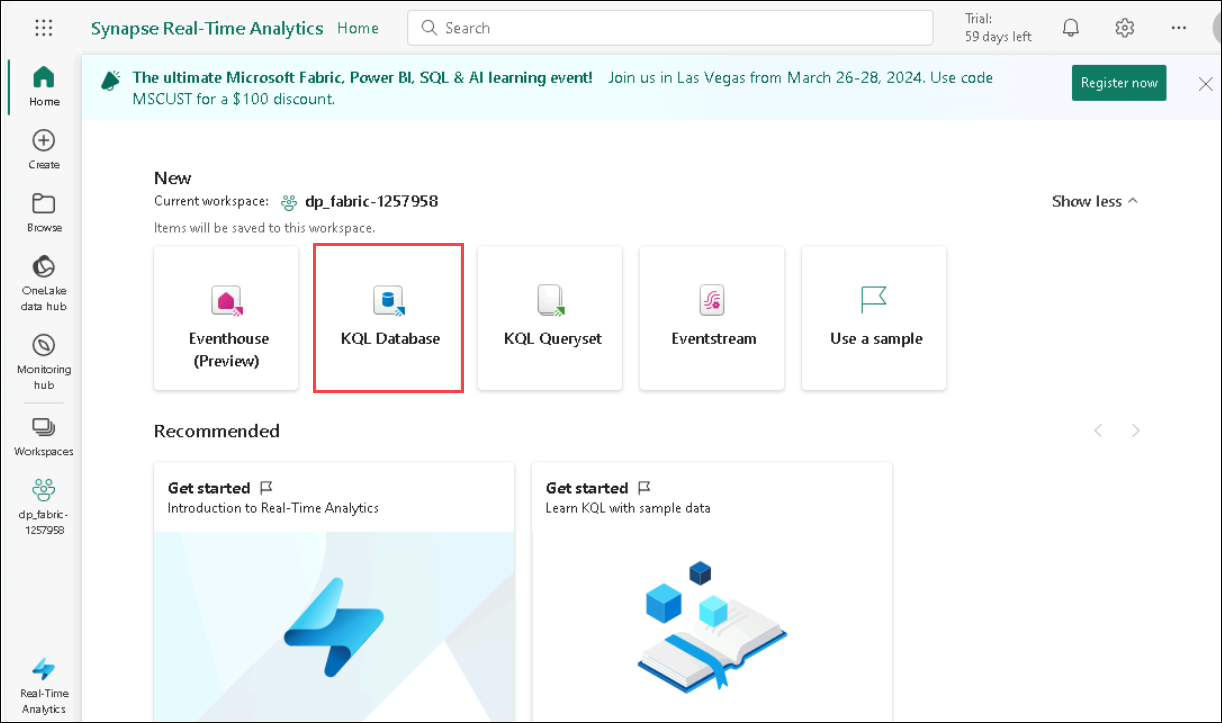 Synapse Real-Time Analytics Home
Search
Trial:
59 days left
Home
Create
Browse
OneLake
data hub
Monitoring
hub
Workspaces
dp_fabric-
1257958
Real-Time
Analytics
The ultimate Microsoft Fabric, Power BI, SQL & AI learning event! Join us in Las Vegas from March 26-28, 2024. Use code
MSCUST for a $100 discount.
Register now
New
Current workspace: dp_fabric-1257958
Show less
Items will be saved to this workspace.
Eventhouse
(Preview)
KQL Database
KQL Queryset
Eventstream
Use a sample
Recommended
Get started
Introduction to Real-Time Analytics
Get started
Learn KQL with sample data